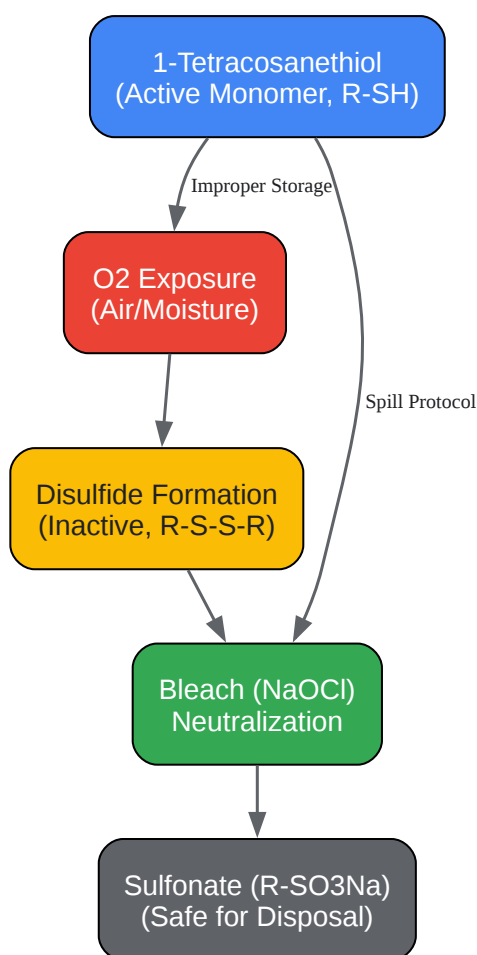 1-Tetracosanethiol
(Active Monomer, R-SH)
Improper Storage
O2 Exposure
(Air/Moisture)
Spill Protocol
Disulfide Formation
(Inactive, R-S-S-R)
Bleach (NaOCl)
Neutralization
Sulfonate (R-SO3Na)
(Safe for Disposal)